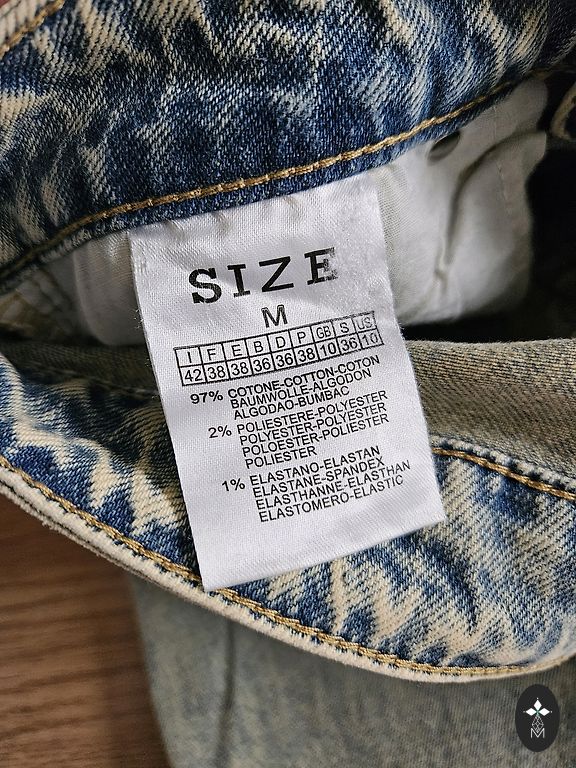 SIZE
M
I F E B D P GB S US
42 38 38 36 36 38 10 36 10
97% COTONE-COTTON-COTON
BAUMWOLLE-ALGODON
ALGODAO-BUMBAC
2% POLIESTERE-POLYESTER
POLYESTER-POLYESTER
POLOESTER-POLIESTER
POLIESTER
1% ELASTANO-ELASTAN
ELASTANE-SPANDEX
ELASTHANNE-ELASTHAN
ELASTOMERO-ELASTIC
M